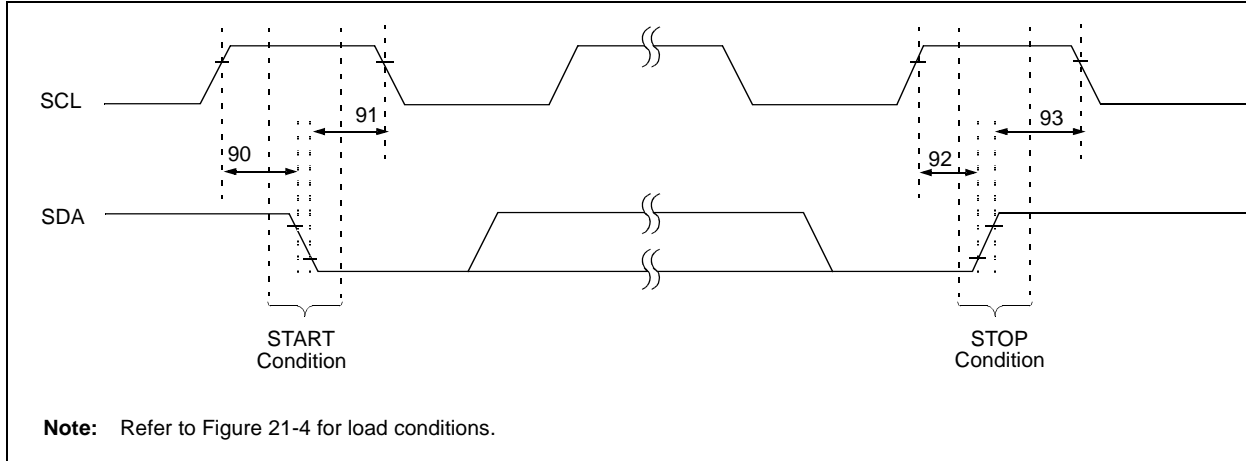 SCL
91
93
90
92
SDA
START
Condition
STOP
Condition
Note: Refer to Figure 21-4 for load conditions.